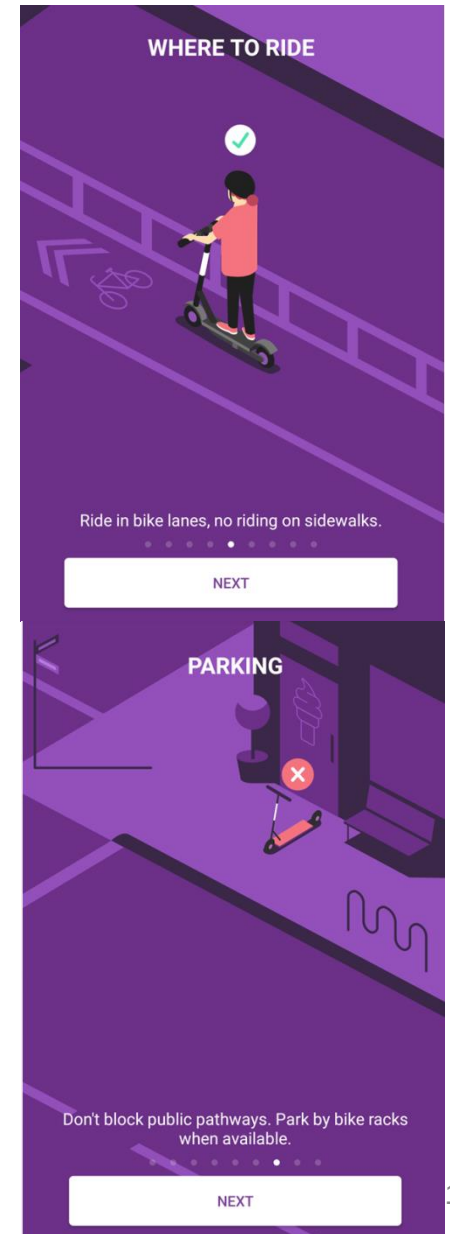 WHERE TO RIDE
Ride in bike lanes, no riding on sidewalks.
NEXT
PARKING
Don't block public pathways. Park by bike racks
when available.
NEXT